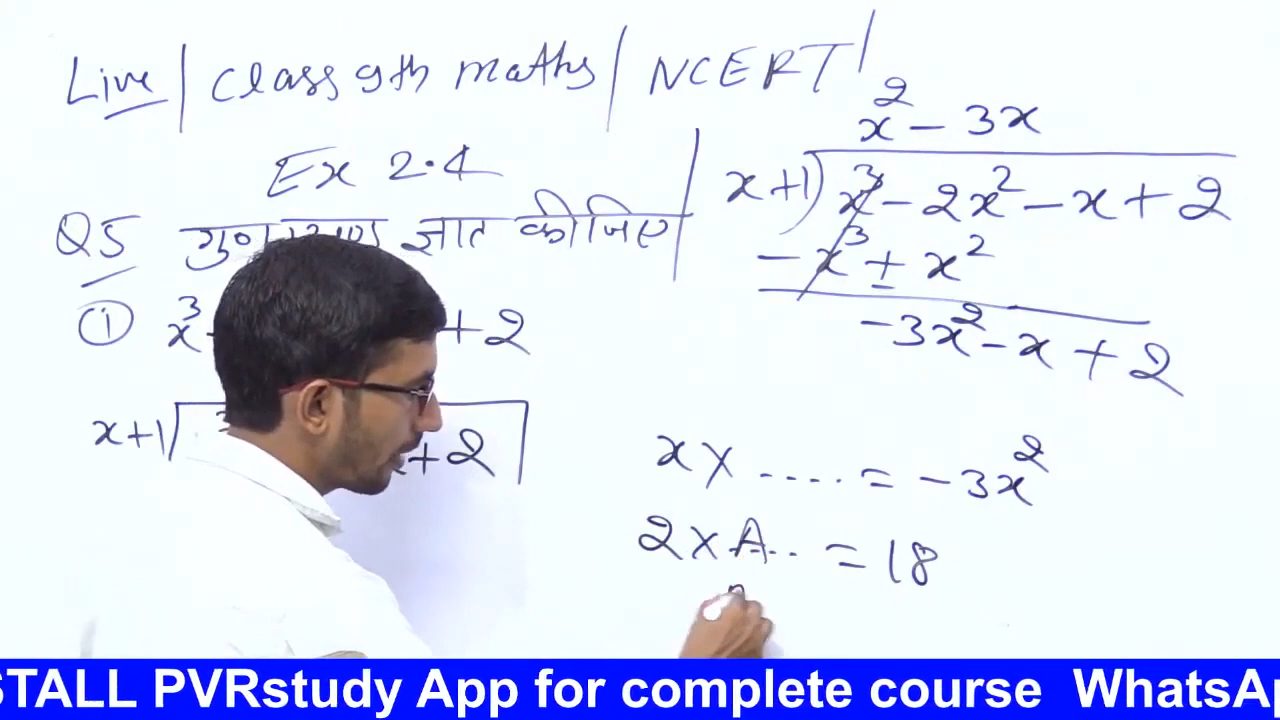 Live | class 9th maths | NCERT |
Ex 2.4
Q5 ज्ञात कीजिए
① x³ + 2
x+1 + 2
x² - 3x
x+1) x³ - 2x² - x + 2
- x³ ± x²
-3x² - x + 2
x × .... = -3x²
2 × A.. = 18
STALL PVRstudy App for complete course WhatsAp